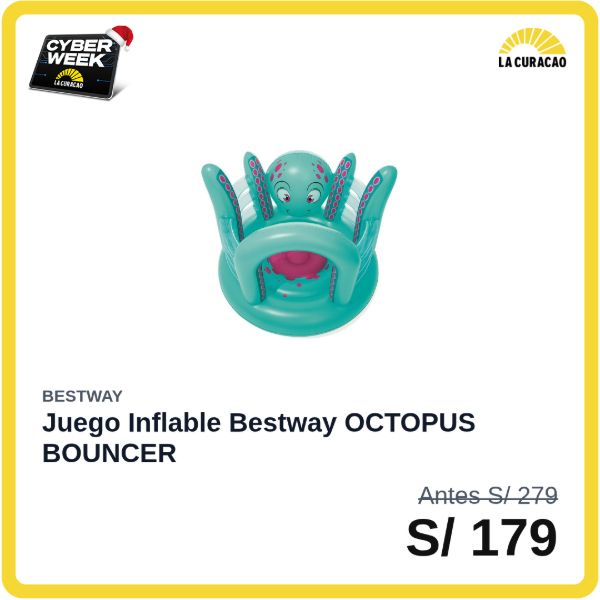 CYBER
WEEK
LA CURACAO
LA CURACAO
BESTWAY
Juego Inflable Bestway OCTOPUS
BOUNCER
Antes S/ 279
S/ 179